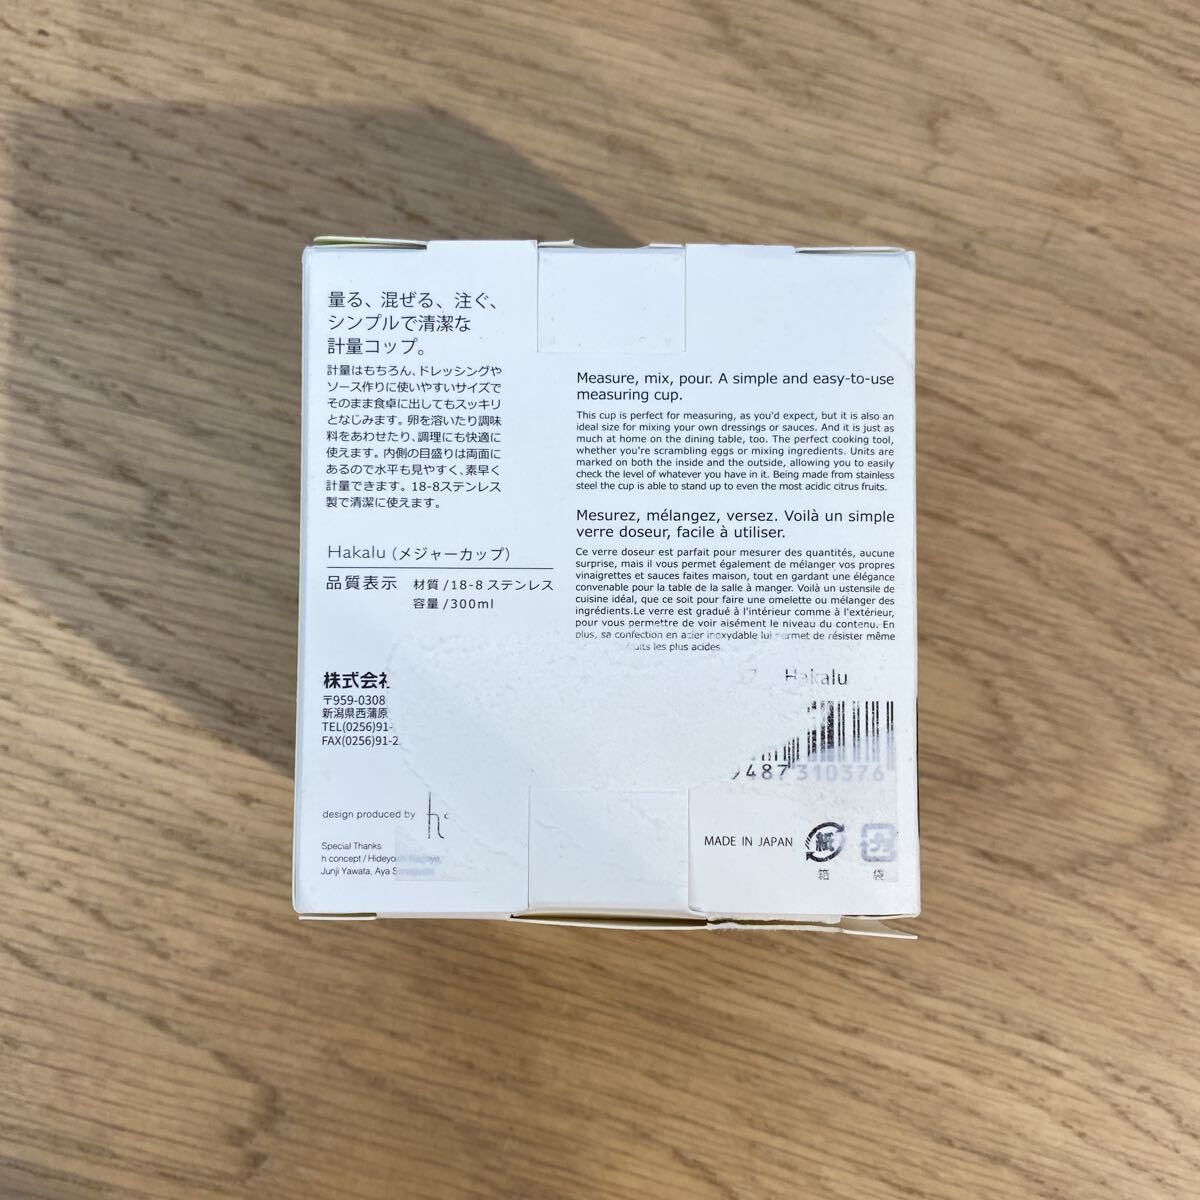 量る、混ぜる、注ぐ、
シンプルで清潔な
計量コップ。
計量はもちろん、ドレッシングや
ソース作りに使いやすいサイズで
そのまま食卓に出してもスッキリ
となじみます。卵を溶いたり調味
料をあわせたり、調理にも快適に
使えます。内側の目盛りは両面に
あるので水平も見やすく、素早く
計量できます。18-8ステンレス
製で清潔に使えます。
Hakalu (メジャーカップ)
品質表示 材質/18-8 ステンレス
容量/300ml
株式会社
〒959-0308
新潟県西蒲原
TEL(0256)91-
FAX(0256)91-2
design produced by h
Special Thanks
h concept / Hideyoshi Nagoya,
Junji Yawata, Aya
Measure, mix, pour. A simple and easy-to-use
measuring cup.
This cup is perfect for measuring, as you'd expect, but it is also an
ideal size for mixing your own dressings or sauces. And it is just as
much at home on the dining table, too. The perfect cooking tool,
whether you're scrambling eggs or mixing ingredients. Units are
marked on both the inside and the outside, allowing you to easily
check the level of whatever you have in it. Being made from stainless
steel the cup is able to stand up to even the most acidic citrus fruits.
Mesurez, mélangez, versez. Voilà un simple
verre doseur, facile à utiliser.
Ce verre doseur est parfait pour mesurer des quantités, aucune
surprise, mais il vous permet également de mélanger vos propres
vinaigrettes et sauces faites maison, tout en gardant une élégance
convenable pour la table de la salle à manger. Voilà un ustensile de
cuisine idéal, que ce soit pour faire une omelette ou mélanger des
ingrédients.Le verre est gradué à l'intérieur comme à l'extérieur,
pour vous permettre de voir aisément le niveau du contenu. En
plus, sa confection en acier inoxydable lui permet de résister même
fruits les plus acides.
Hakalu
9487310376
MADE IN JAPAN 紙 プラ
箱 袋